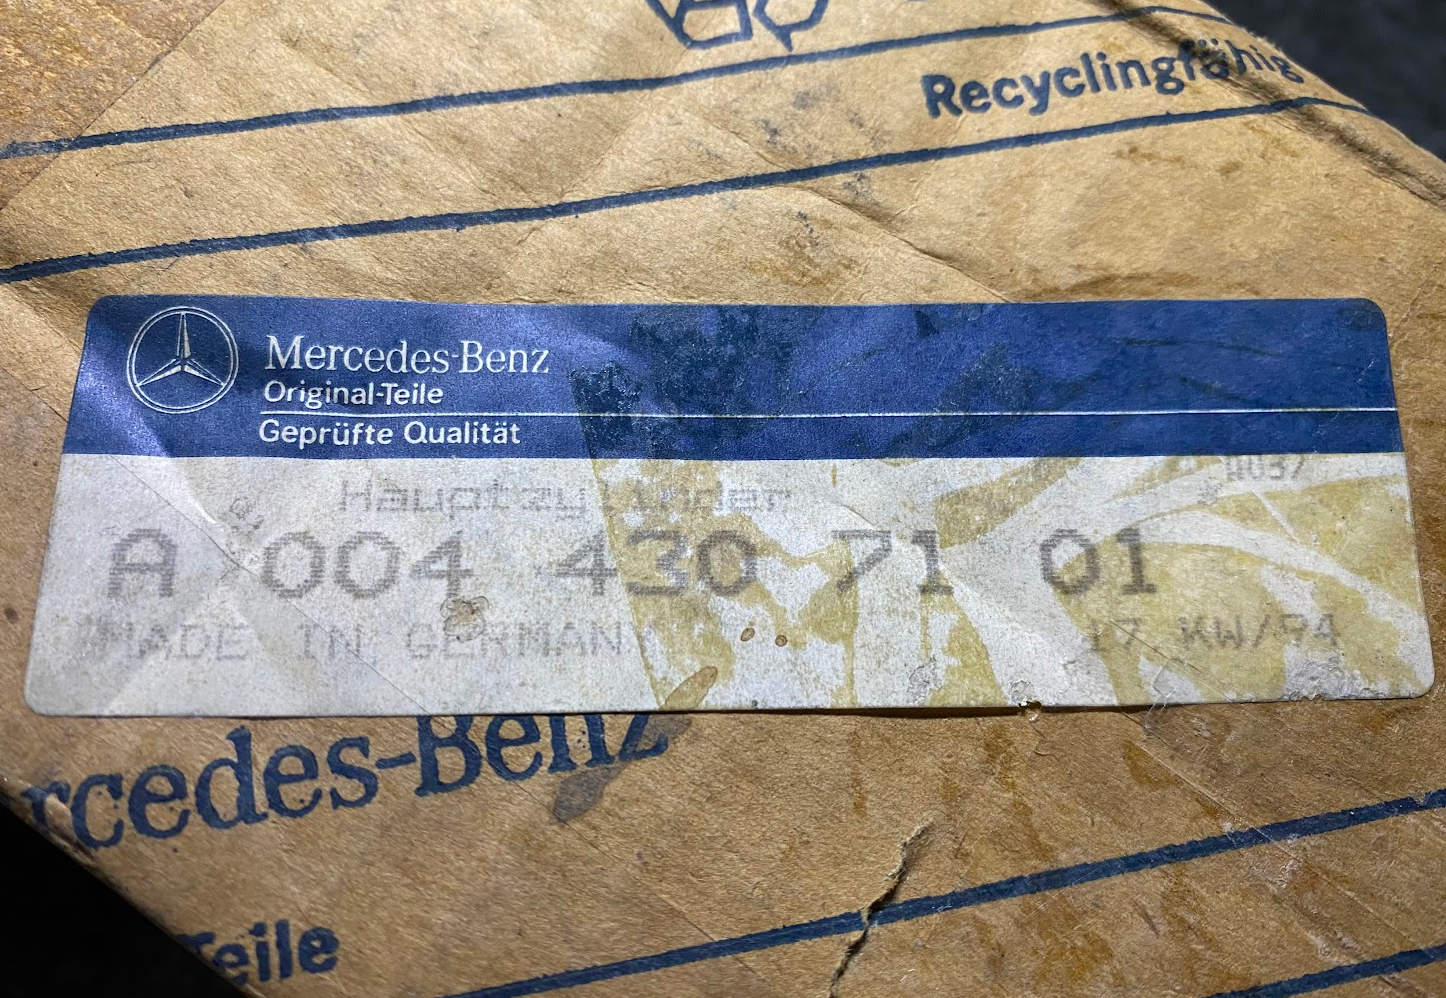 Recyclingfähig
Mercedes-Benz
Original-Teile
Geprüfte Qualität
Hauptzylinder
A 004 430 71 01
MADE IN GERMANY
17 KW/94
rcedes-Benz
Teile